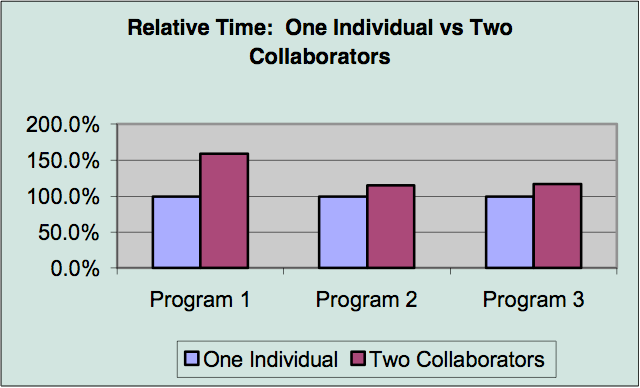 Relative Time:  One Individual vs Two
Collaborators
200.0%
150.0%
100.0%
50.0%
0.0%
Program 1 Program 2 Program 3
One Individual Two Collaborators